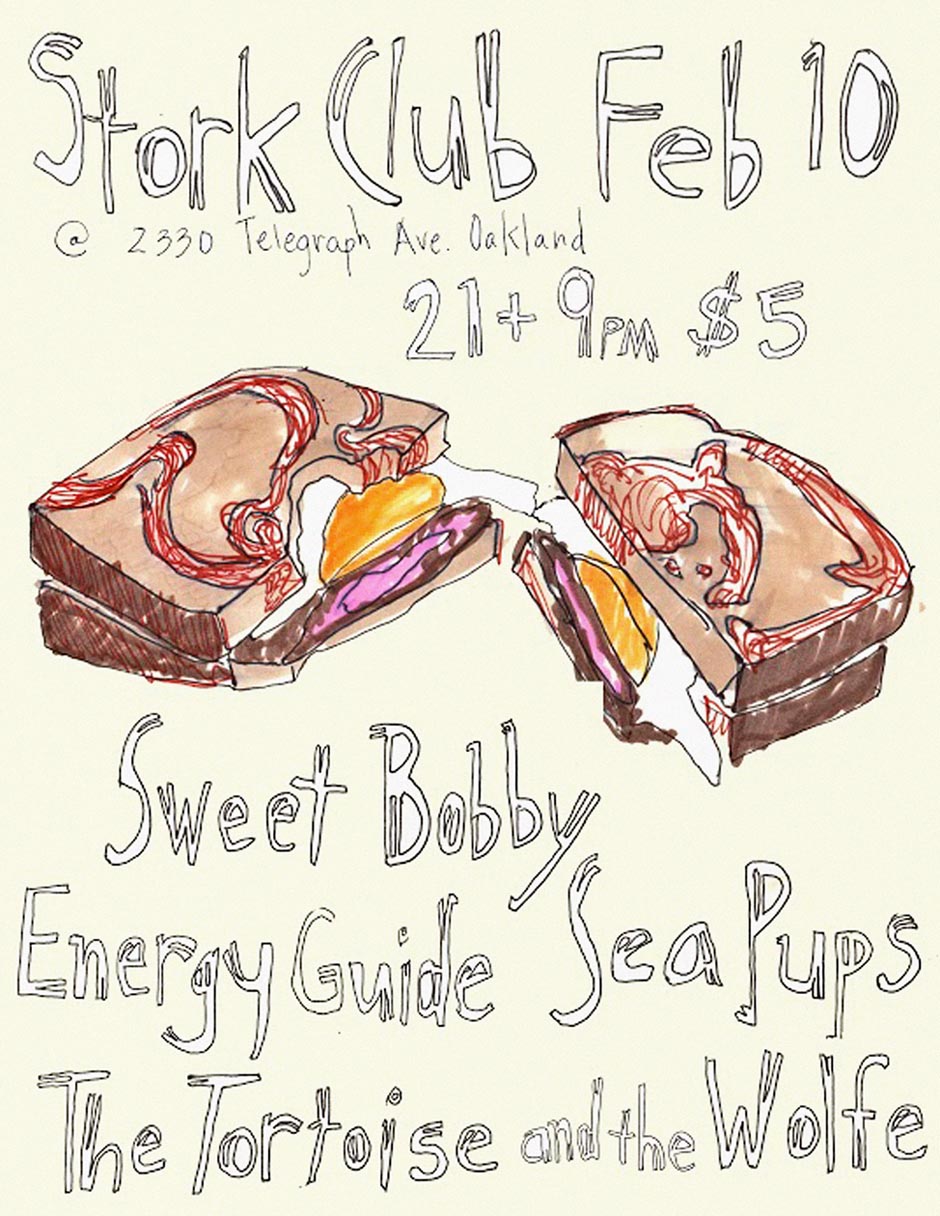 Stork Club Feb 10
@ 2330 Telegraph Ave. Oakland
21+ 9PM $5
Sweet Bobby
Energy Guide Sea Pups
The Tortoise and the Wolfe